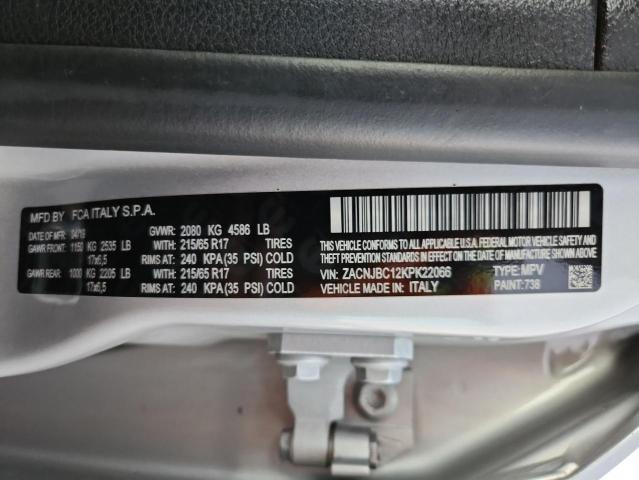 MFD BY FCA ITALY S.P.A.
DATE OF MFR: 04/19 GVWR: 2080 KG 4586 LB
GAWR FRONT: 1150 KG 2535 LB WITH: 215/65 R17 TIRES
17x6,5 RIMS AT: 240 KPA (35 PSI) COLD
GAWR REAR: 1000 KG 2205 LB WITH: 215/65 R17 TIRES
17x6,5 RIMS AT: 240 KPA (35 PSI) COLD
THIS VEHICLE CONFORMS TO ALL APPLICABLE U.S.A. FEDERAL MOTOR VEHICLE SAFETY, BUMPER, AND
THEFT PREVENTION STANDARDS IN EFFECT ON THE DATE OF MANUFACTURE SHOWN ABOVE.
VIN: ZACNJBC12KPK22066 TYPE: MPV
VEHICLE MADE IN: ITALY PAINT: 738